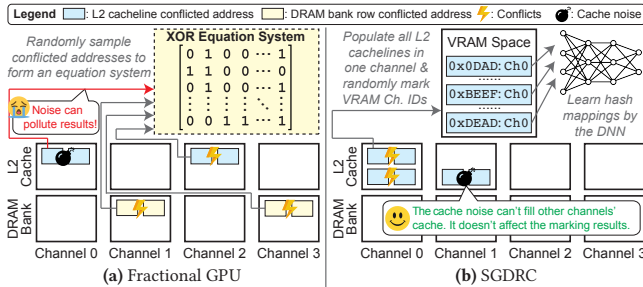 Legend L2 cacheline conflicted address DRAM bank row conflicted address Conflicts Cache noise
Randomly sample
conflicted addresses to
form an equation system
XOR Equation System
0 1 0 0 ··· 1
1 1 0 0 ··· 0
0 1 0 0 ··· 1
⋮ ⋮ ⋮ ⋮ ⋱ ⋮
0 0 1 1 ··· 1
Noise can
pollute results!
L2
Cache
DRAM
Bank
Channel 0 Channel 1 Channel 2 Channel 3
(a) Fractional GPU
Populate all L2
cachelines in
one channel &
randomly mark
VRAM Ch. IDs
VRAM Space
0x0DAD: Ch0
······
0xBEEF: Ch0
······
0xDEAD: Ch0
Learn hash
mappings by
the DNN
L2
Cache
DRAM
Bank
The cache noise can't fill other channels'
cache. It doesn't affect the marking results.
Channel 0 Channel 1 Channel 2 Channel 3
(b) SGDRC